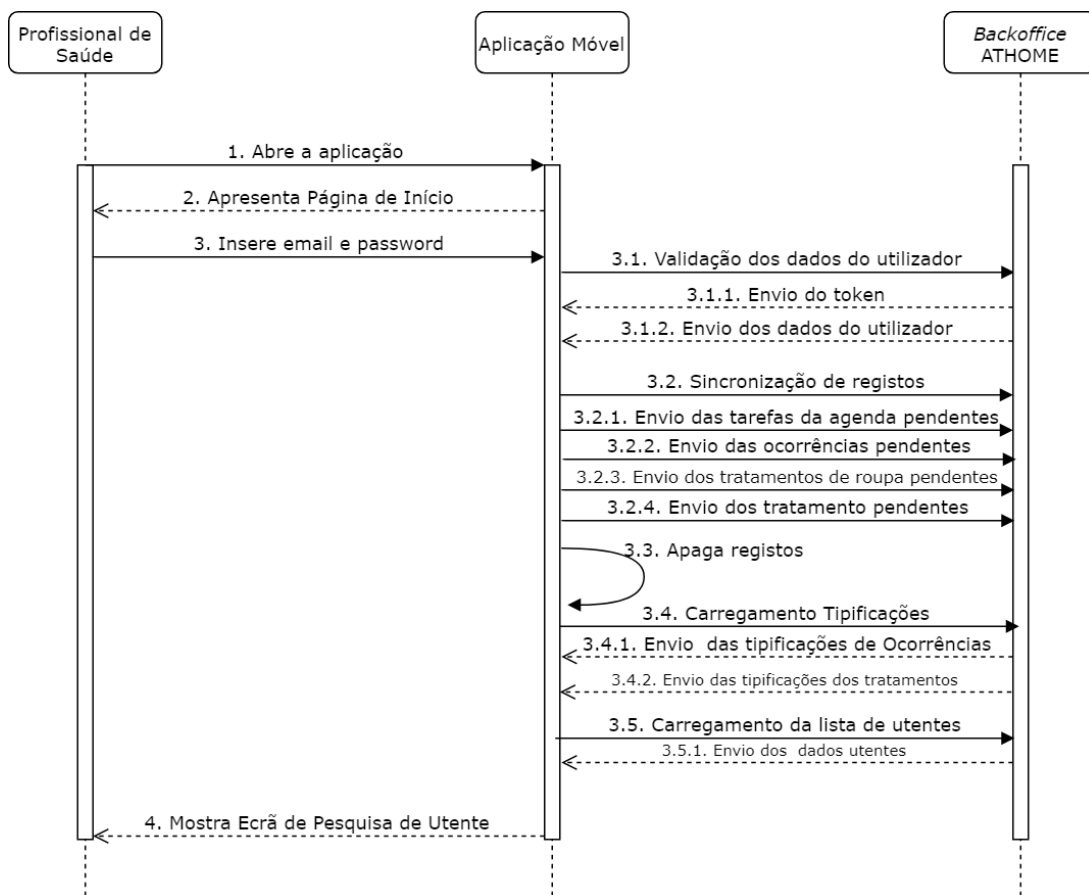 Profissional de
Saúde
Aplicação Móvel
Backoffice
ATHOME
1. Abre a aplicação
2. Apresenta Página de Início
3. Insere email e password
3.1. Validação dos dados do utilizador
3.1.1. Envio do token
3.1.2. Envio dos dados do utilizador
3.2. Sincronização de registos
3.2.1. Envio das tarefas da agenda pendentes
3.2.2. Envio das ocorrências pendentes
3.2.3. Envio dos tratamentos de roupa pendentes
3.2.4. Envio dos tratamento pendentes
3.3. Apaga registos
3.4. Carregamento Tipificações
3.4.1. Envio  das tipificações de Ocorrências
3.4.2. Envio das tipificações dos tratamentos
3.5. Carregamento da lista de utentes
3.5.1. Envio dos  dados utentes
4. Mostra Ecrã de Pesquisa de Utente